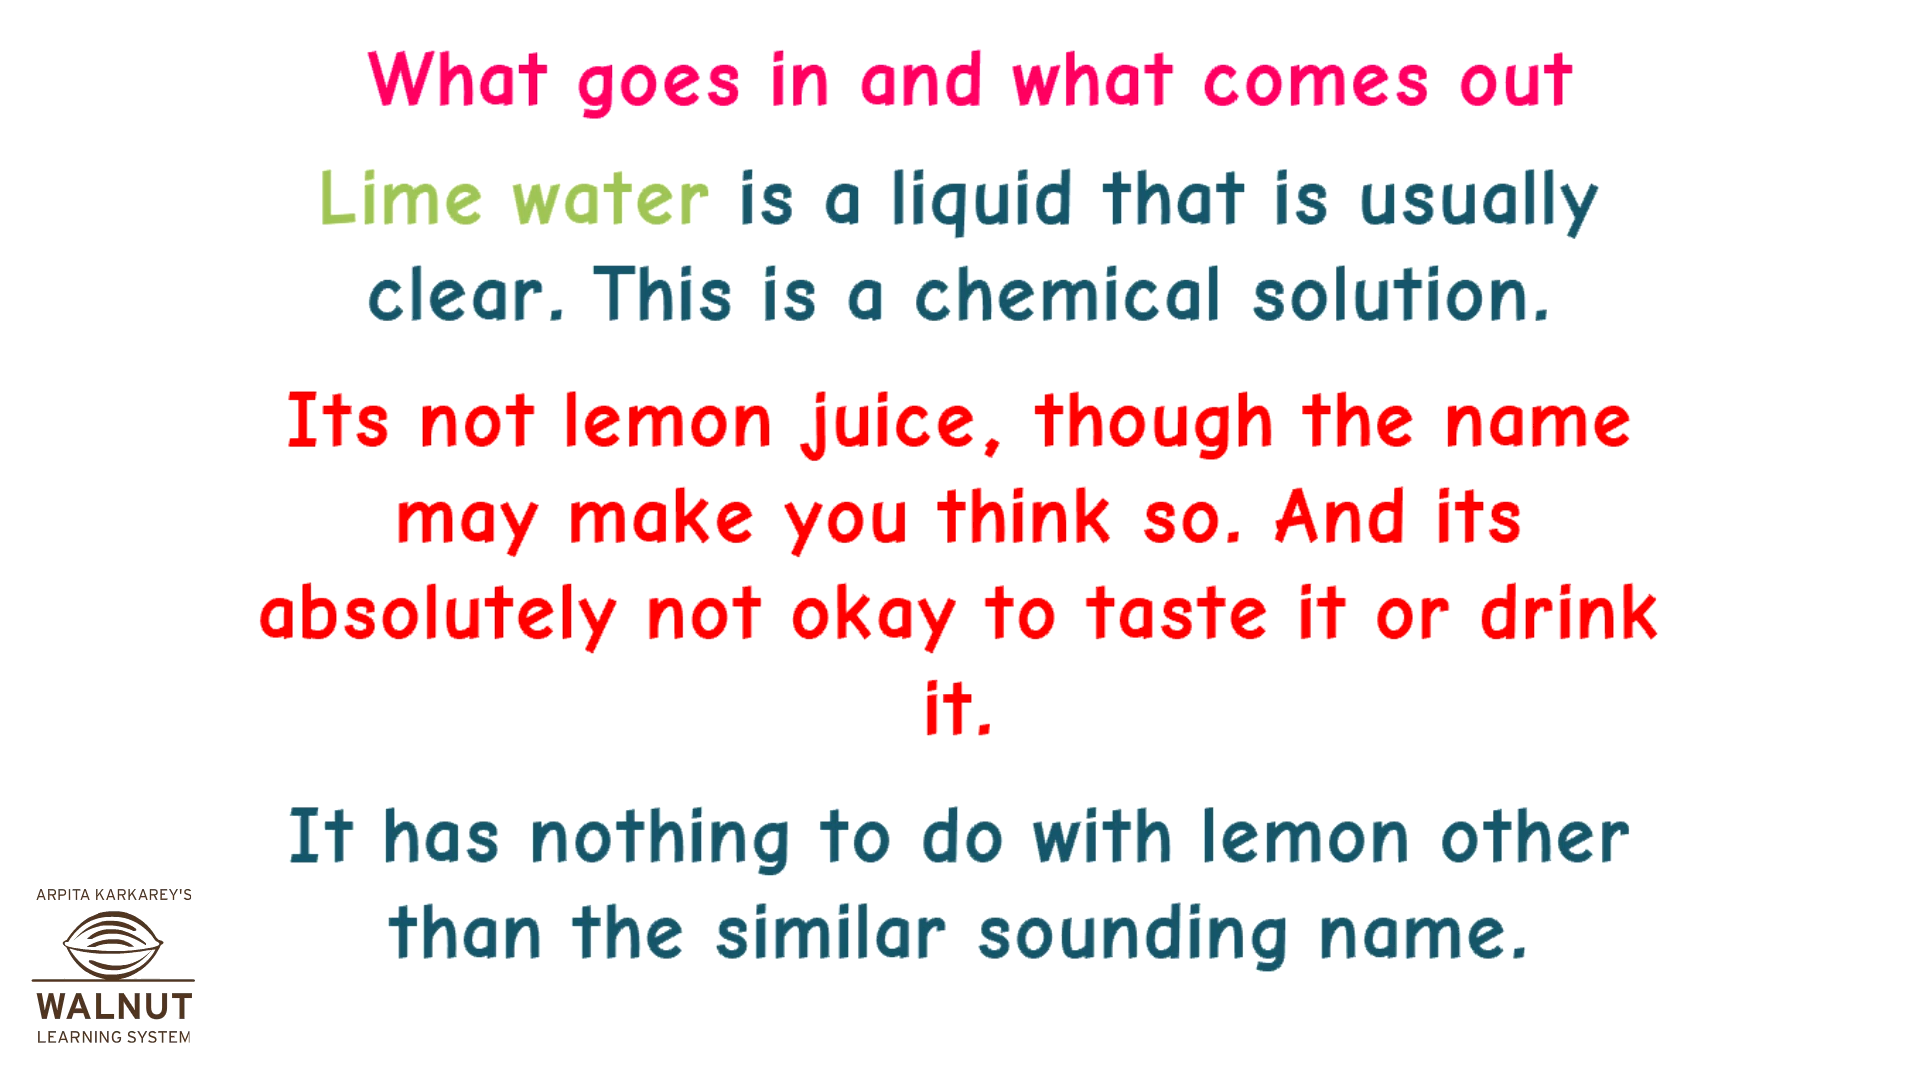 What goes in and what comes out
Lime water is a liquid that is usually
clear. This is a chemical solution.
Its not lemon juice, though the name
may make you think so. And its
absolutely not okay to taste it or drink
it.
It has nothing to do with lemon other
than the similar sounding name.
ARPITA KARKAREY'S
WALNUT
LEARNING SYSTEM